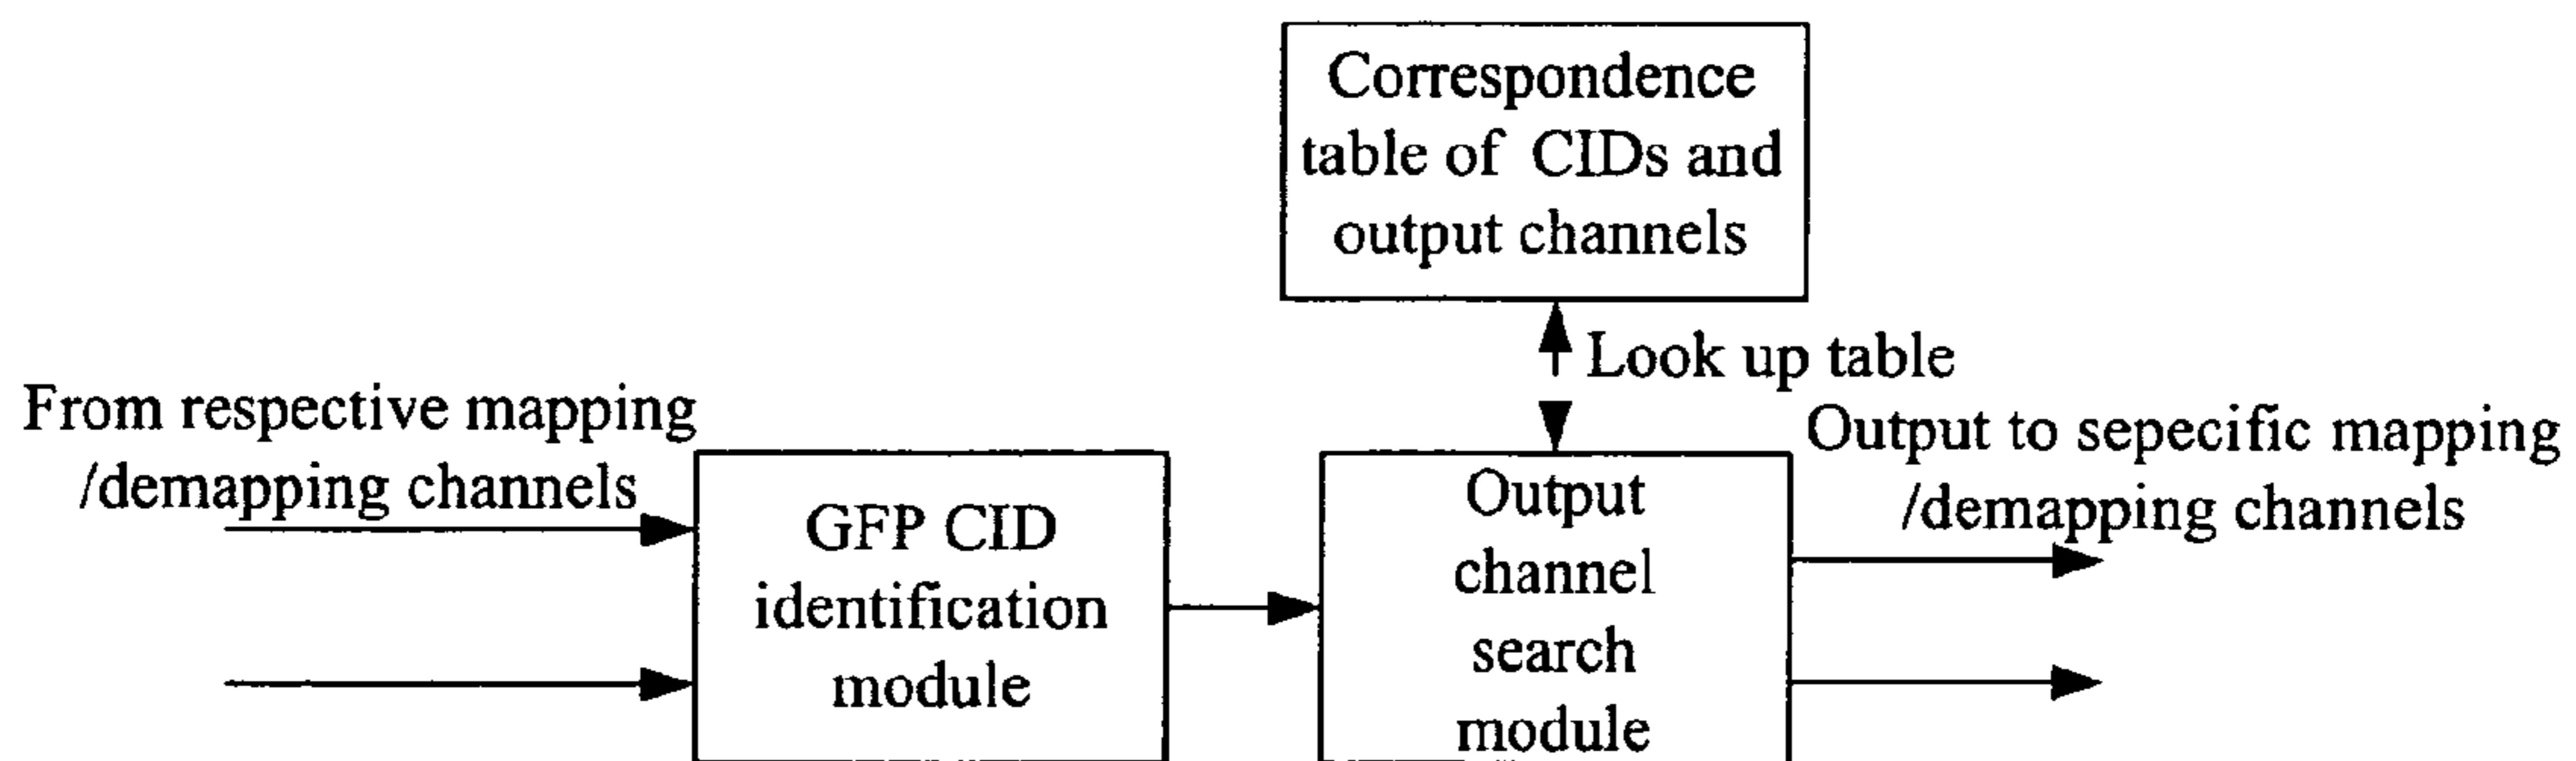 Correspondence
table of CIDs and
output channels
Look up table
From respective mapping
/demapping channels
GFP CID
identification
module
Output
channel
search
module
Output to sepecific mapping
/demapping channels